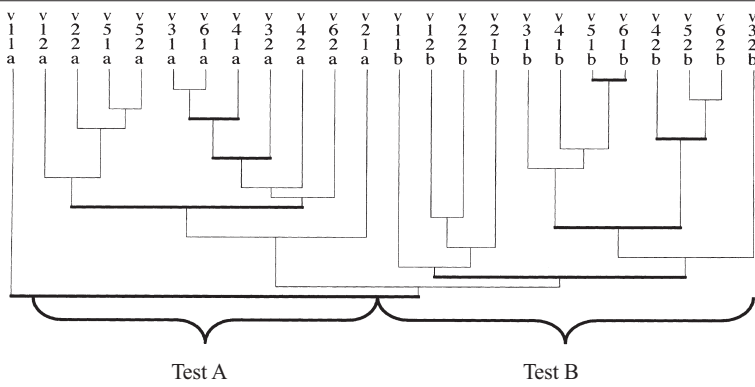 v11a
v12a
v22a
v51a
v52a
v31a
v61a
v41a
v32a
v42a
v62a
v21a
v11b
v12b
v22b
v21b
v31b
v41b
v51b
v61b
v42b
v52b
v62b
v32b
Test A
Test B